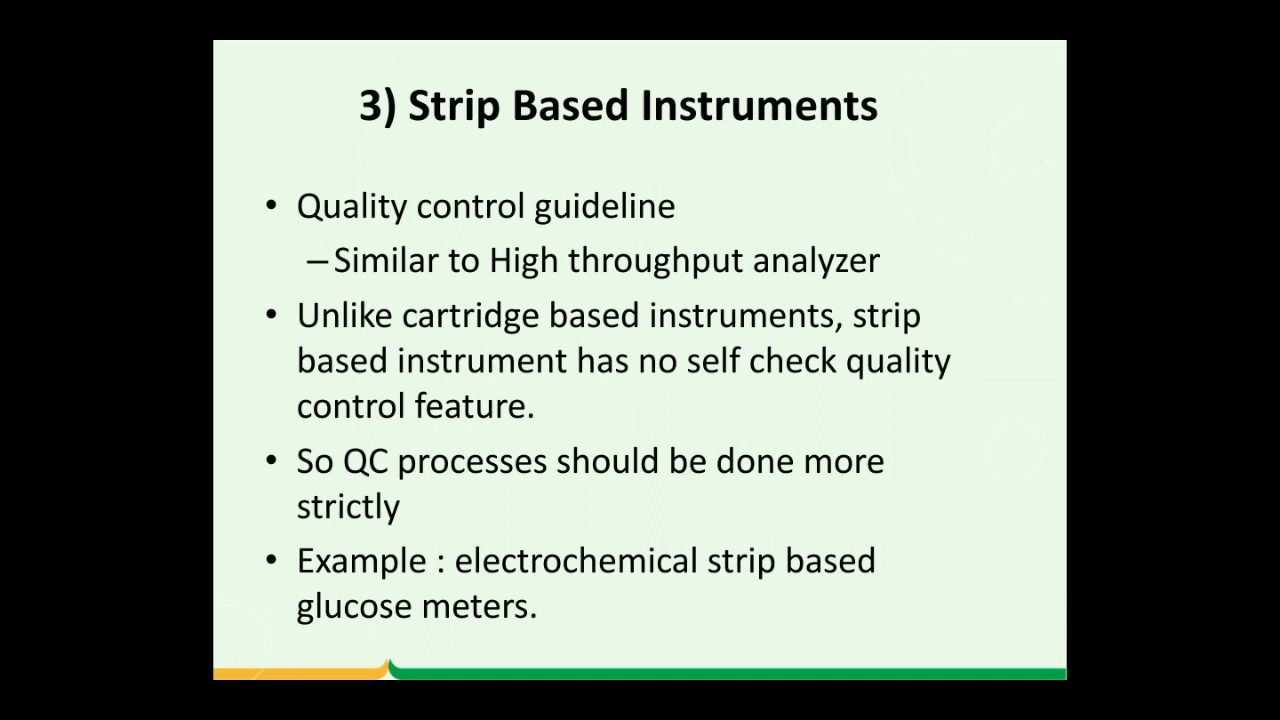 3) Strip Based Instruments
• Quality control guideline
– Similar to High throughput analyzer
• Unlike cartridge based instruments, strip
based instrument has no self check quality
control feature.
• So QC processes should be done more
strictly
• Example : electrochemical strip based
glucose meters.